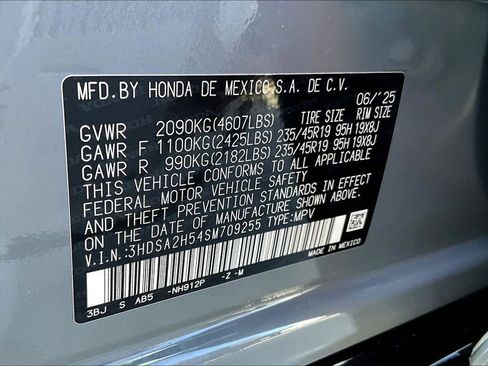 MFD.BY HONDA DE MEXICO S.A. DE C.V.
06/'25
TIRE SIZE RIM SIZE
GVWR 2090KG(4607LBS)
GAWR F 1100KG(2425LBS) 235/45R19 95H 19X8J
GAWR R 990KG(2182LBS) 235/45R19 95H 19X8J
THIS VEHICLE CONFORMS TO ALL APPLICABLE
FEDERAL MOTOR VEHICLE SAFETY
AND THEFT PREVENTION STANDARDS IN EFFECT
ON THE DATE OF MANUFACTURE SHOWN ABOVE.
V.I.N.:3HDSA2H54SM709255 TYPE:MPV
MADE IN MEXICO
3BJ S AB5 -NH912P -Z -M